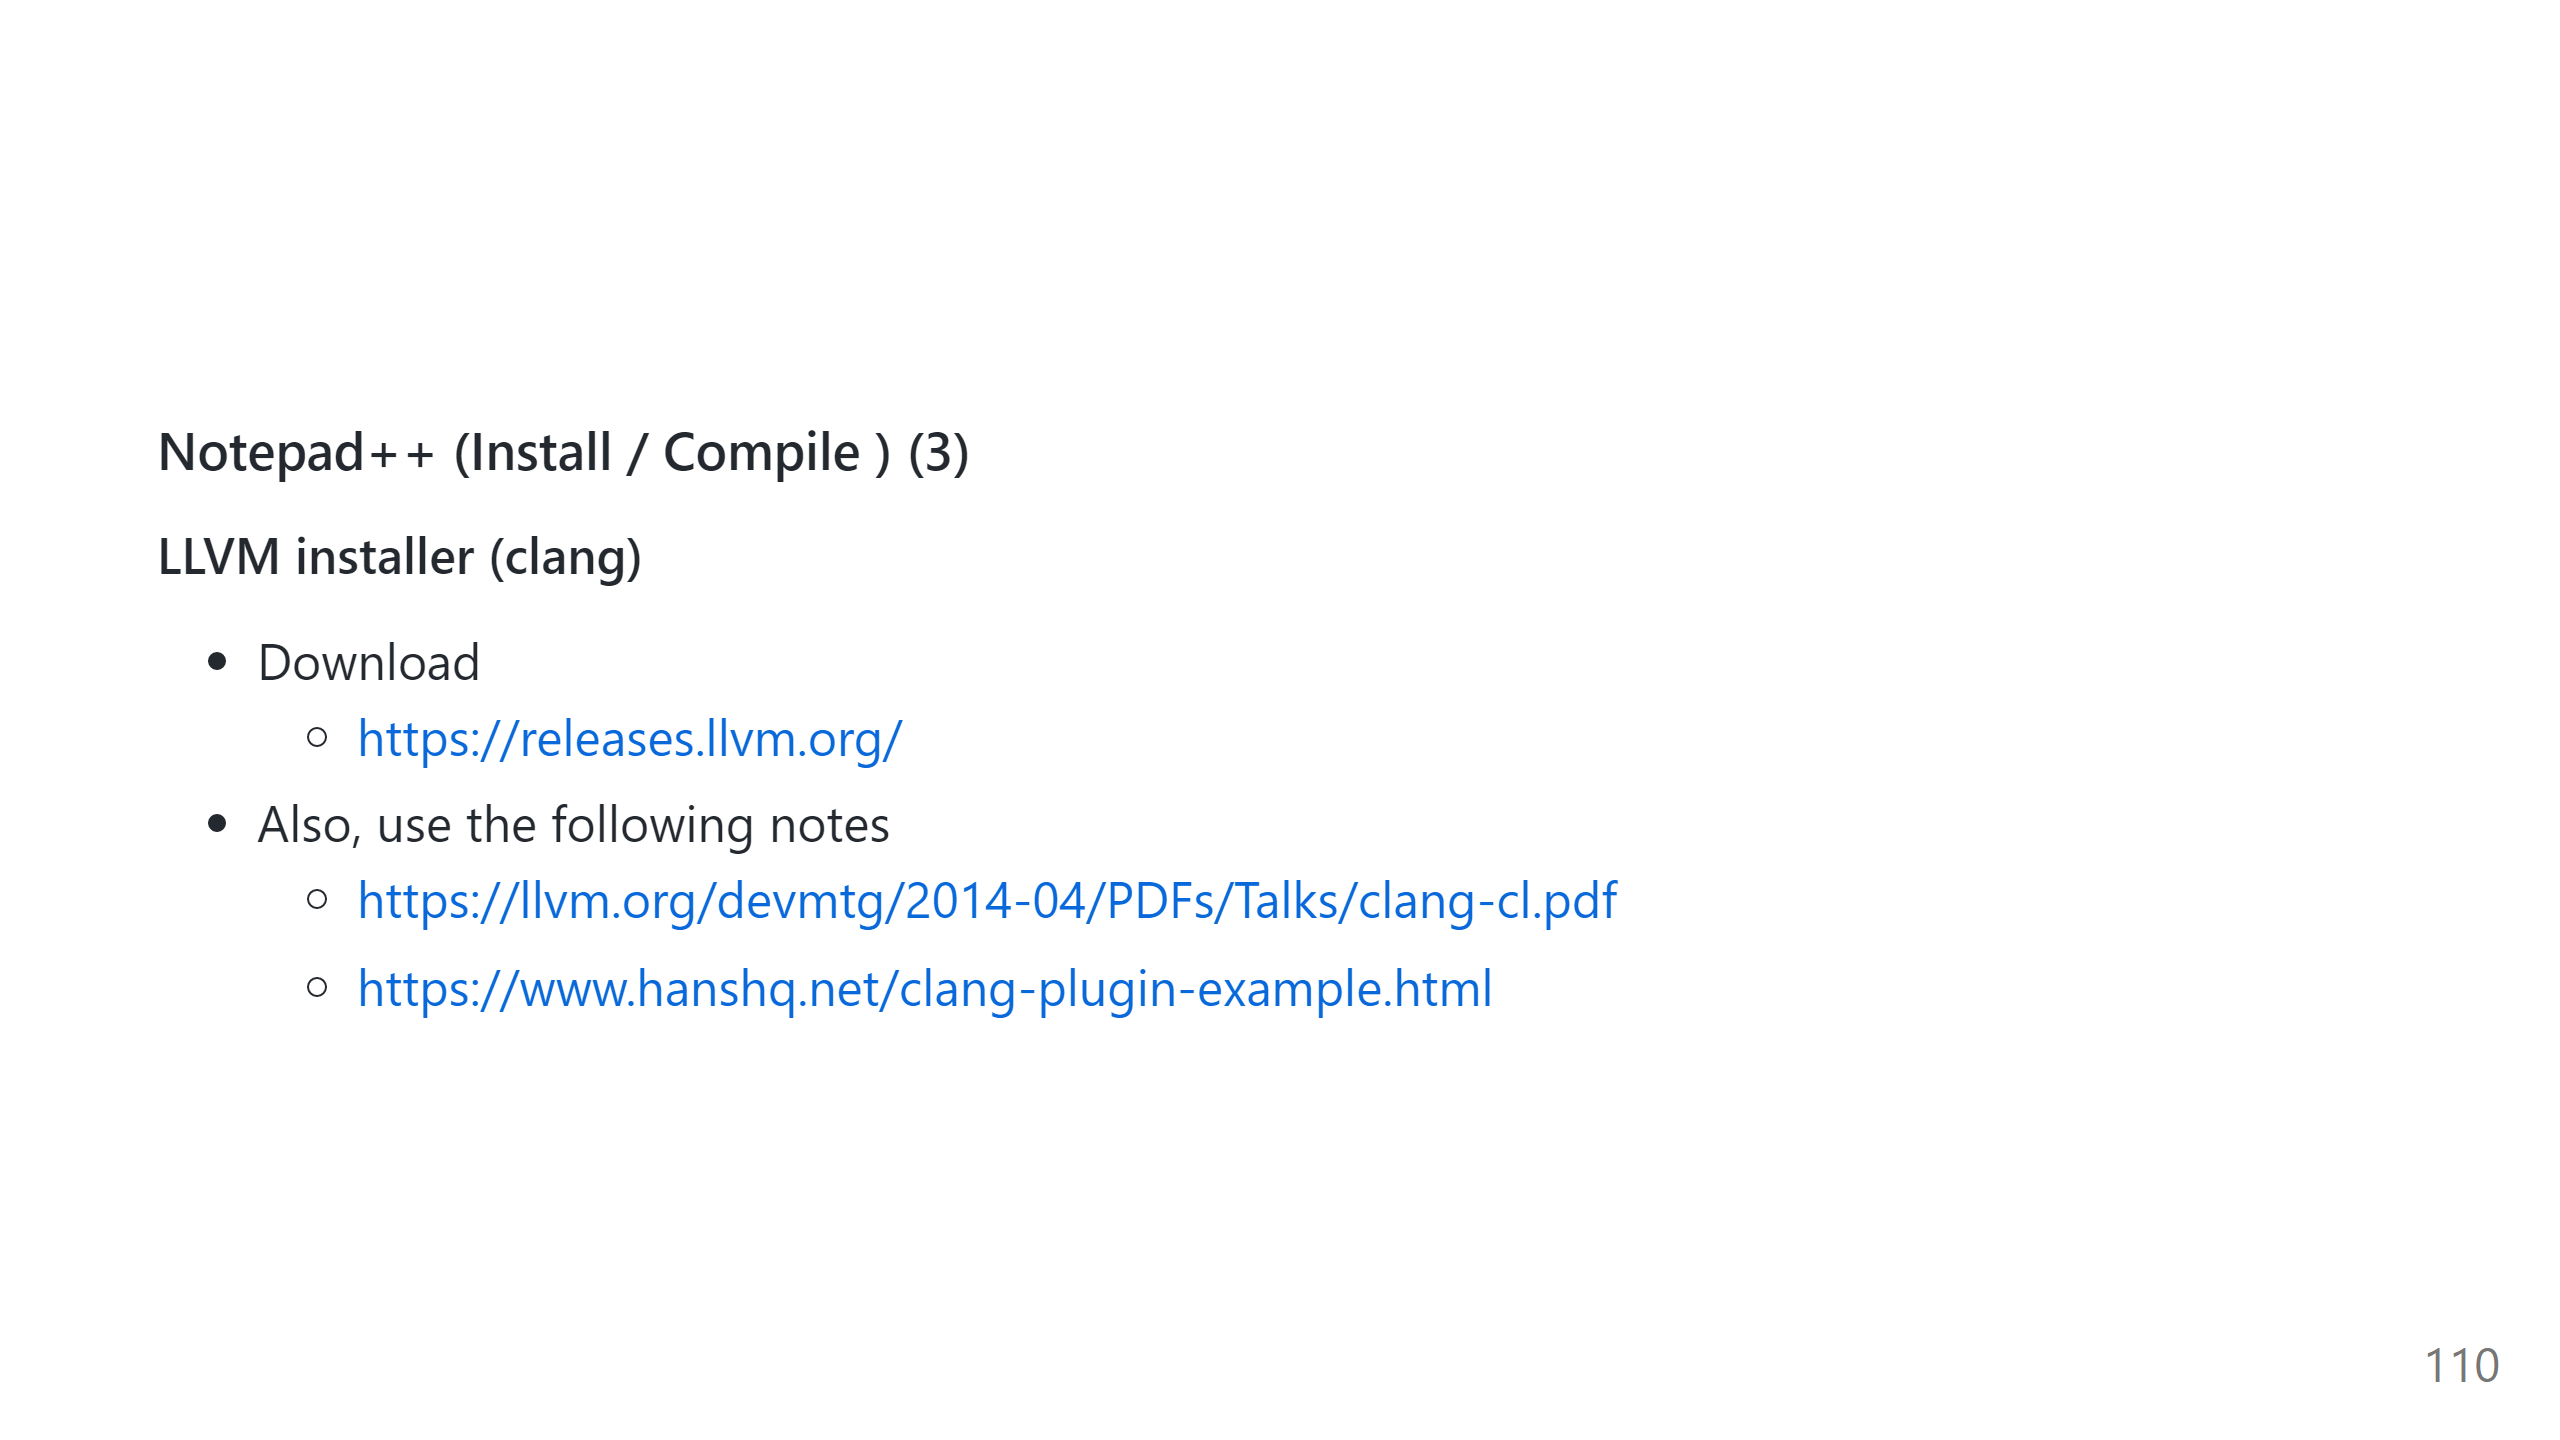 Notepad++ (Install / Compile ) (3)
LLVM installer (clang)
Download
https://releases.llvm.org/
Also, use the following notes
https://llvm.org/devmtg/2014-04/PDFs/Talks/clang-cl.pdf
https://www.hanshq.net/clang-plugin-example.html
110